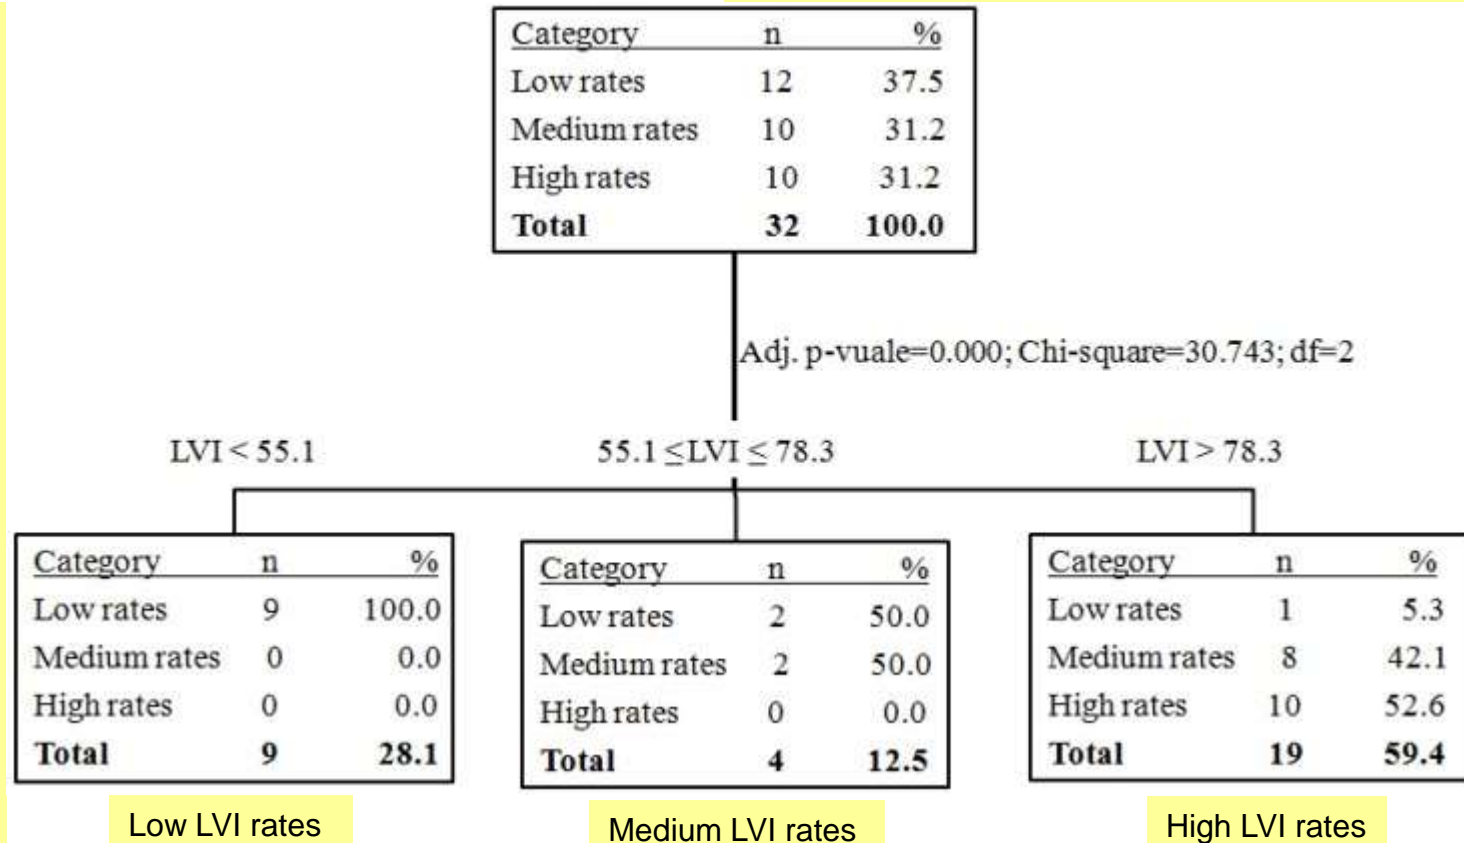 Category n %
Low rates 12 37.5
Medium rates 10 31.2
High rates 10 31.2
Total 32 100.0
Adj. p-vuale=0.000; Chi-square=30.743; df=2
LVI < 55.1
55.1 ≤LVI ≤ 78.3
LVI > 78.3
Category n %
Low rates 9 100.0
Medium rates 0 0.0
High rates 0 0.0
Total 9 28.1
Low LVI rates
Category n %
Low rates 2 50.0
Medium rates 2 50.0
High rates 0 0.0
Total 4 12.5
Medium LVI rates
Category n %
Low rates 1 5.3
Medium rates 8 42.1
High rates 10 52.6
Total 19 59.4
High LVI rates